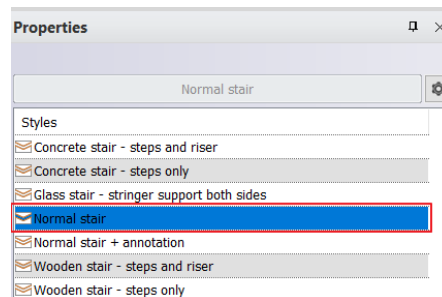 Properties
Normal stair
Styles
Concrete stair - steps and riser
Concrete stair - steps only
Glass stair - stringer support both sides
Normal stair
Normal stair + annotation
Wooden stair - steps and riser
Wooden stair - steps only